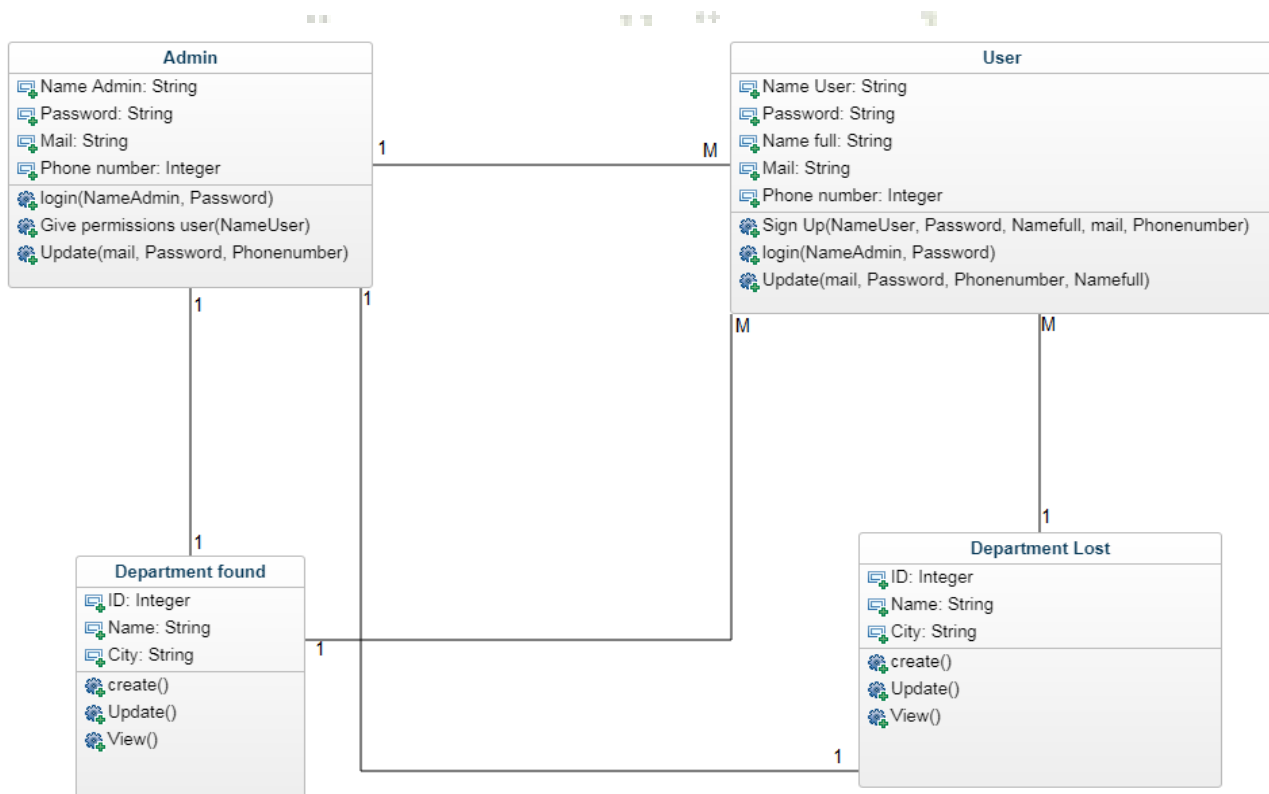 Admin
Name Admin: String
Password: String
Mail: String
Phone number: Integer
login(NameAdmin, Password)
Give permissions user(NameUser)
Update(mail, Password, Phonenumber)
User
Name User: String
Password: String
Name full: String
Mail: String
Phone number: Integer
Sign Up(NameUser, Password, Namefull, mail, Phonenumber)
login(NameAdmin, Password)
Update(mail, Password, Phonenumber, Namefull)
1
M
1
1
M
M
1
1
1
1
Department found
ID: Integer
Name: String
City: String
create()
Update()
View()
Department Lost
ID: Integer
Name: String
City: String
create()
Update()
View()